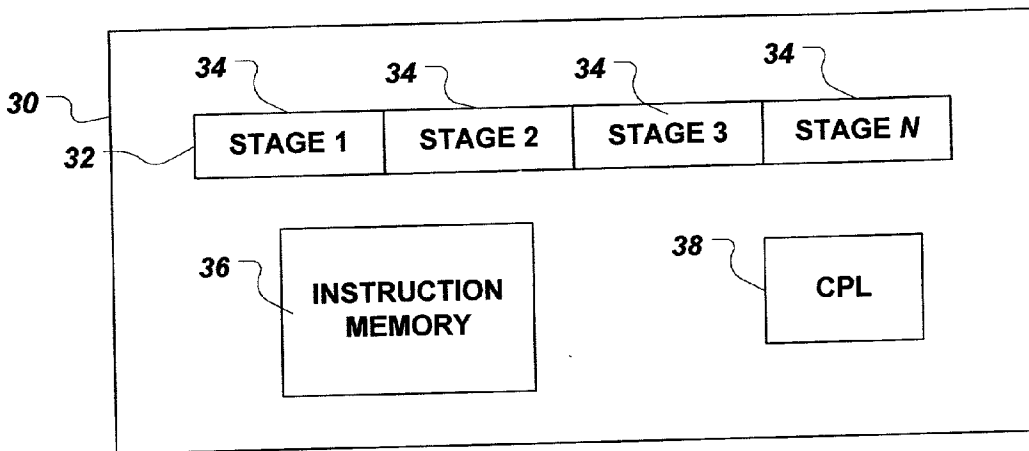 34 34 34 34
30
32 STAGE 1 STAGE 2 STAGE 3 STAGE N
36 INSTRUCTION MEMORY
38 CPL